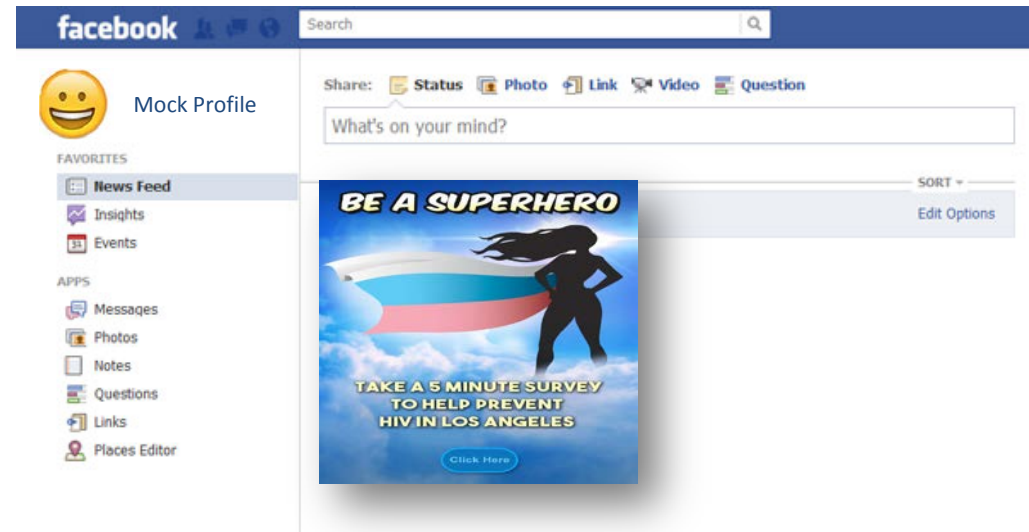 facebook
Search
Mock Profile
FAVORITES
News Feed
Insights
31 Events
APPS
Messages
Photos
Notes
Questions
Links
Places Editor
Share: Status Photo Link Video Question
What's on your mind?
SORT
Edit Options
BE A SUPERHERO
TAKE A 5 MINUTE SURVEY
TO HELP PREVENT
HIV IN LOS ANGELES
Click Here